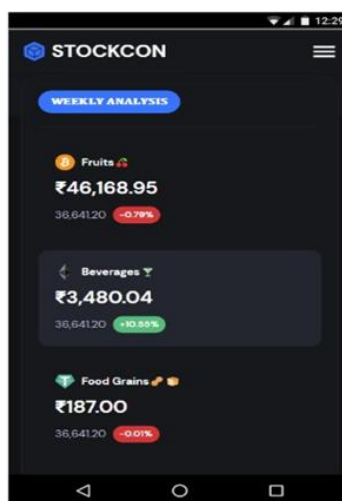 12:29
STOCKCON
WEEKLY ANALYSIS
Fruits
₹46,168.95
36,641.20 -0.79%
Beverages
₹3,480.04
36,641.20 +10.55%
Food Grains
₹187.00
36,641.20 -0.01%